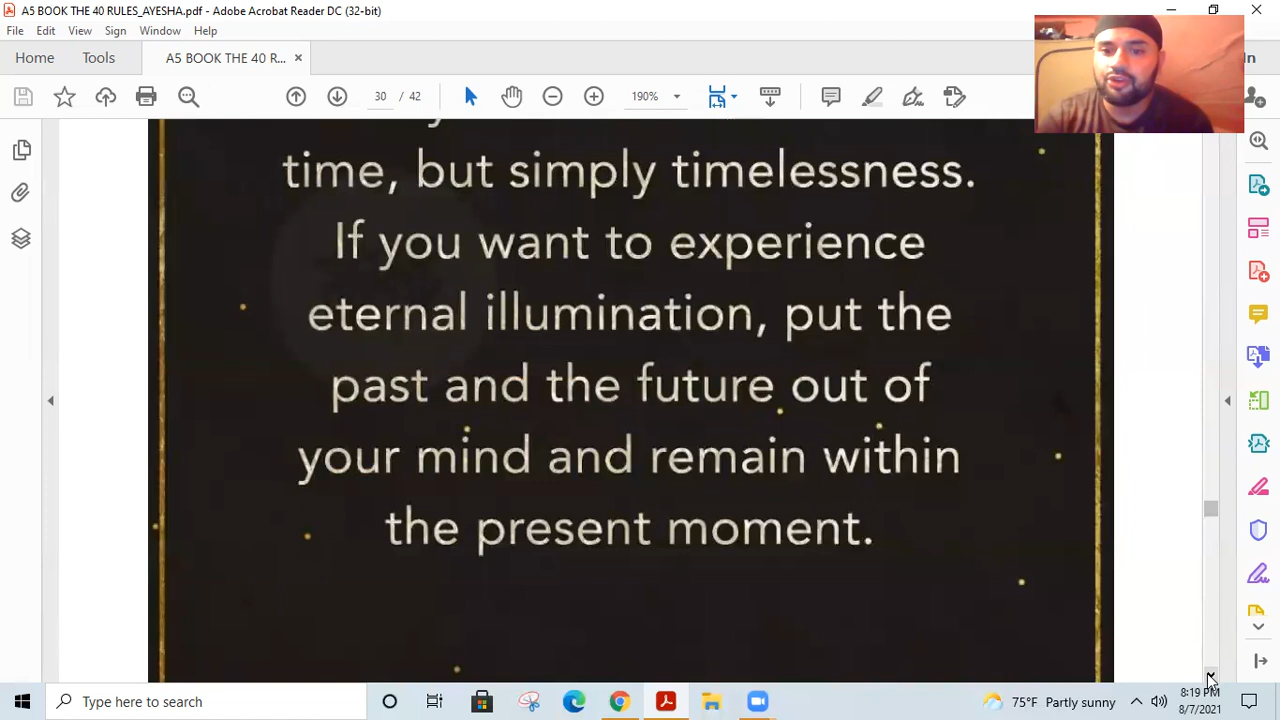 A5 BOOK THE 40 RULES_AYESHA.pdf - Adobe Acrobat Reader DC (32-bit)
File Edit View Sign Window Help
Home Tools A5 BOOK THE 40 R... × In
30 / 42 190%
time, but simply timelessness.
If you want to experience
eternal illumination, put the
past and the future out of
your mind and remain within
the present moment.
Type here to search
75°F Partly sunny
8:19 PM
8/7/2021